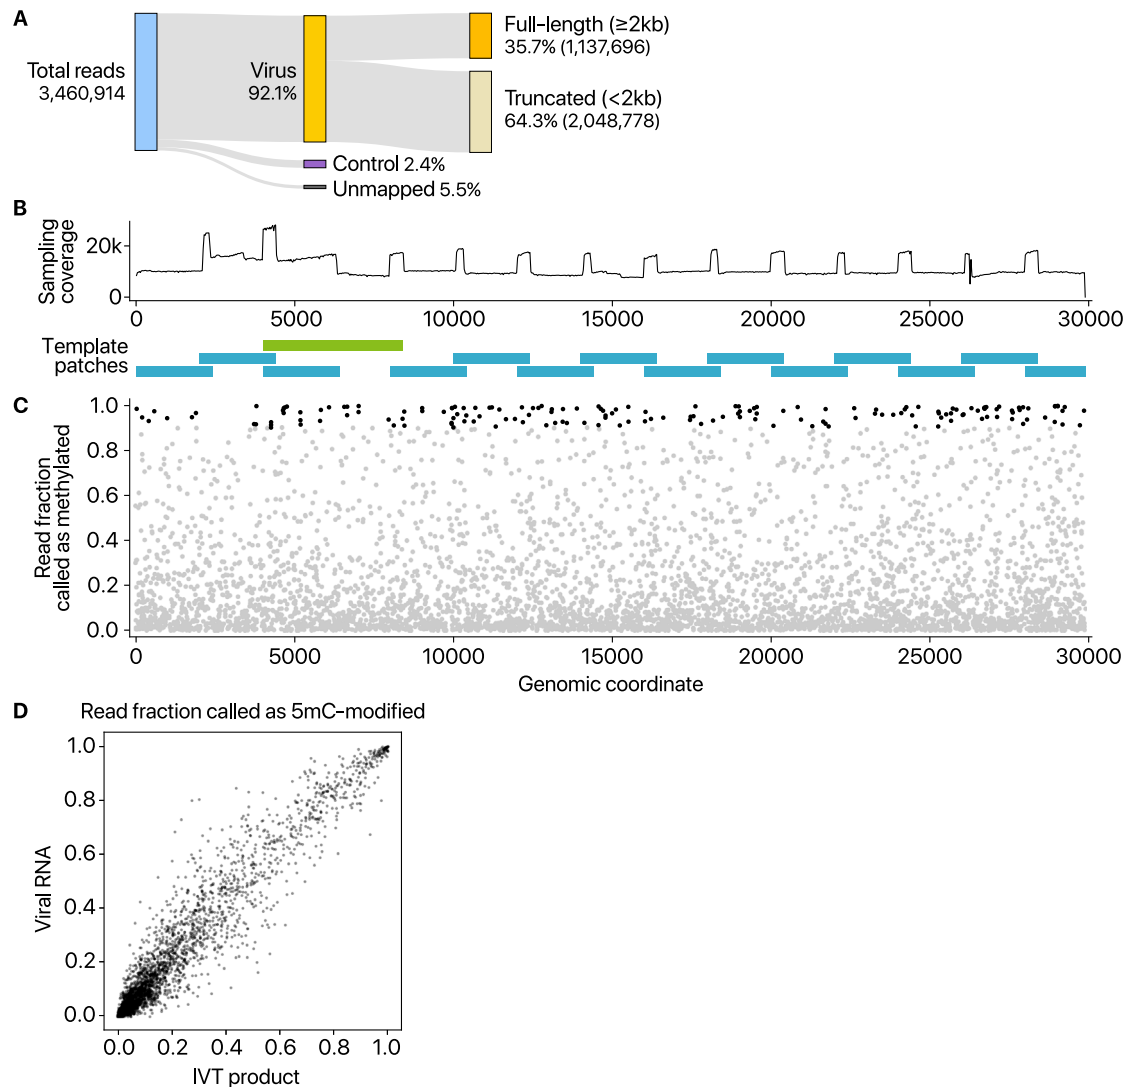 A
Total reads
3,460,914
Virus
92.1%
Full-length (≥2kb)
35.7% (1,137,696)
Truncated (<2kb)
64.3% (2,048,778)
Control 2.4%
Unmapped 5.5%
B
Sampling
coverage
20k
0
0 5000 10000 15000 20000 25000 30000
Template
patches
C
Read fraction
called as methylated
1.0
0.8
0.6
0.4
0.2
0.0
0 5000 10000 15000 20000 25000 30000
Genomic coordinate
D Read fraction called as 5mC-modified
Viral RNA
1.0
0.8
0.6
0.4
0.2
0.0
0.0 0.2 0.4 0.6 0.8 1.0
IVT product